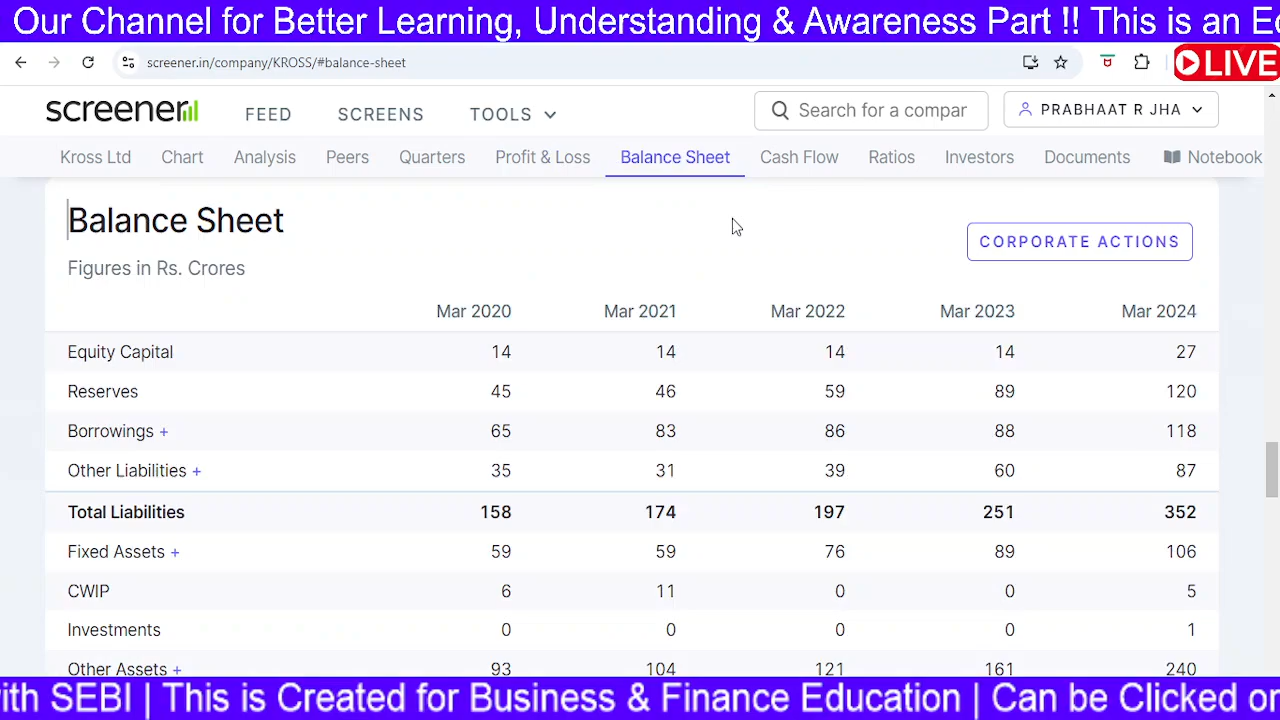 Our Channel for Better Learning, Understanding & Awareness Part !! This is an Ed
screener.in/company/KROSS/#balance-sheet
LIVE
screener FEED SCREENS TOOLS Search for a compar PRABHAAT R JHA
Kross Ltd Chart Analysis Peers Quarters Profit & Loss Balance Sheet Cash Flow Ratios Investors Documents Notebook
Balance Sheet
CORPORATE ACTIONS
Figures in Rs. Crores
Mar 2020 Mar 2021 Mar 2022 Mar 2023 Mar 2024
Equity Capital 14 14 14 14 27
Reserves 45 46 59 89 120
Borrowings + 65 83 86 88 118
Other Liabilities + 35 31 39 60 87
Total Liabilities 158 174 197 251 352
Fixed Assets + 59 59 76 89 106
CWIP 6 11 0 0 5
Investments 0 0 0 0 1
Other Assets + 93 104 121 161 240
ith SEBI | This is Created for Business & Finance Education | Can be Clicked or